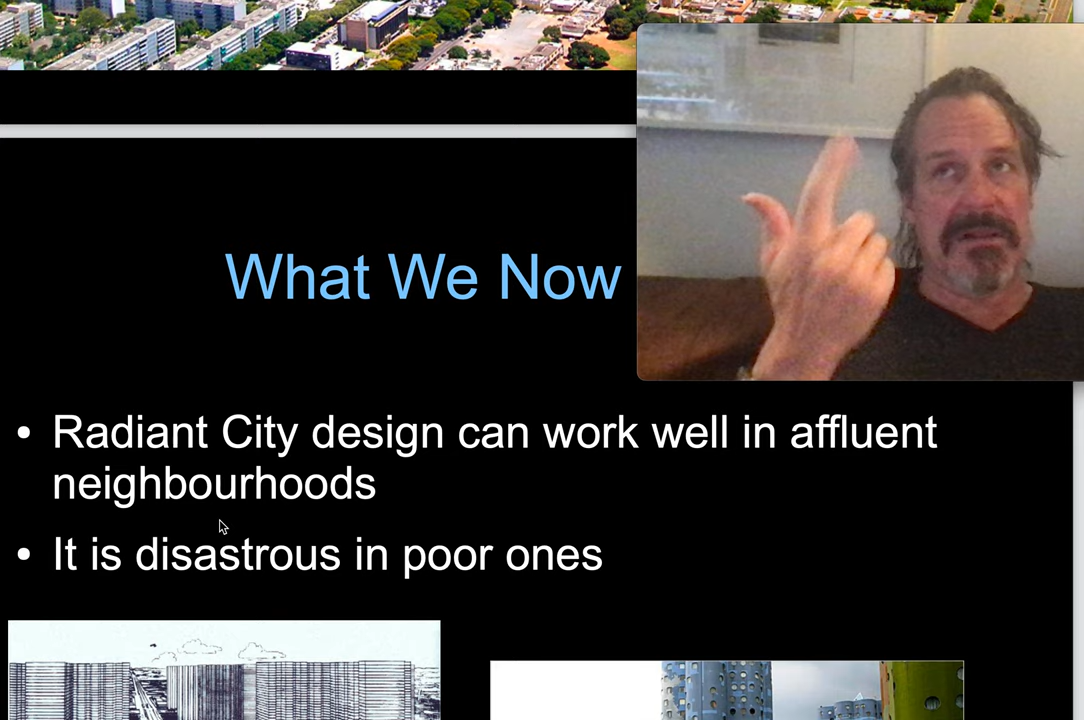 What We Now
• Radiant City design can work well in affluent
neighbourhoods
• It is disastrous in poor ones